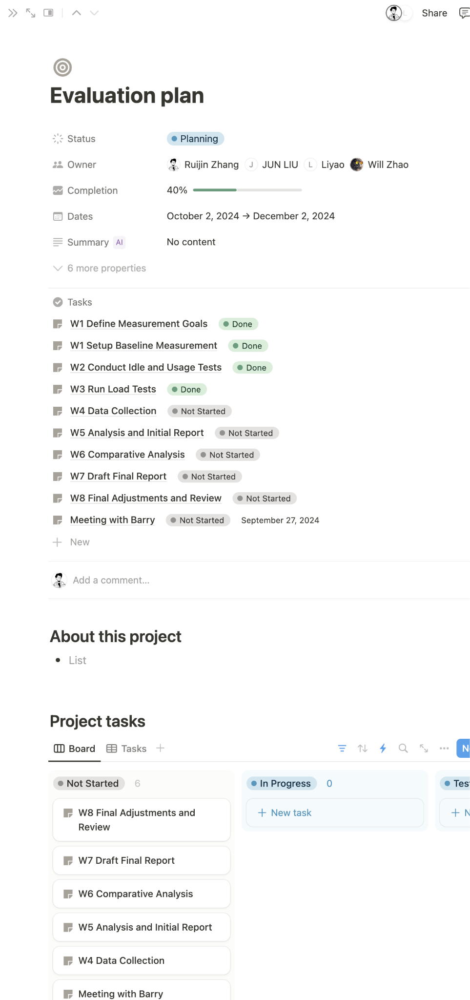 L Share
Evaluation plan
Status Planning
Owner Ruijin Zhang J JUN LIU L Liyao Will Zhao
Completion 40%
Dates October 2, 2024 → December 2, 2024
Summary AI No content
6 more properties
Tasks
W1 Define Measurement Goals Done
W1 Setup Baseline Measurement Done
W2 Conduct Idle and Usage Tests Done
W3 Run Load Tests Done
W4 Data Collection Not Started
W5 Analysis and Initial Report Not Started
W6 Comparative Analysis Not Started
W7 Draft Final Report Not Started
W8 Final Adjustments and Review Not Started
Meeting with Barry Not Started September 27, 2024
New
Add a comment...
About this project
• List
Project tasks
Board Tasks
Not Started 6 In Progress 0
W8 Final Adjustments and
Review
+ New task
W7 Draft Final Report
W6 Comparative Analysis
W5 Analysis and Initial Report
W4 Data Collection
Meeting with Barry